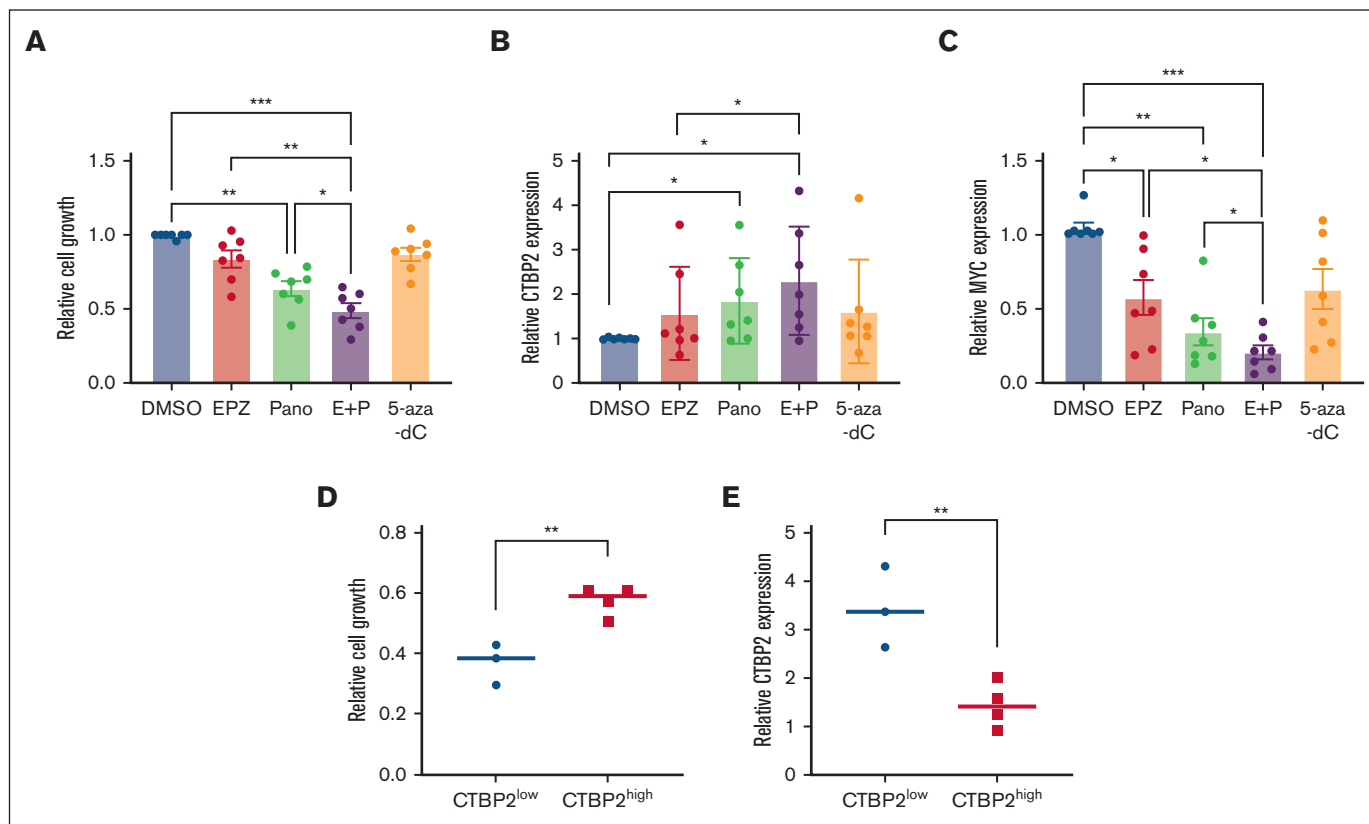 A
Relative cell growth
1.5
1.0
0.5
0.0
***
**
**
*
DMSO EPZ Pano E+P 5-aza
-dC
B
Relative CTBP2 expression
5
4
3
2
1
0
*
*
*
DMSO EPZ Pano E+P 5-aza
-dC
C
Relative MYC expression
1.5
1.0
0.5
0.0
***
**
* *
*
DMSO EPZ Pano E+P 5-aza
-dC
D
Relative cell growth
0.8
0.6
0.4
0.2
0.0
**
CTBP2low CTBP2high
E
Relative CTBP2 expression
5
4
3
2
1
0
**
CTBP2low CTBP2high